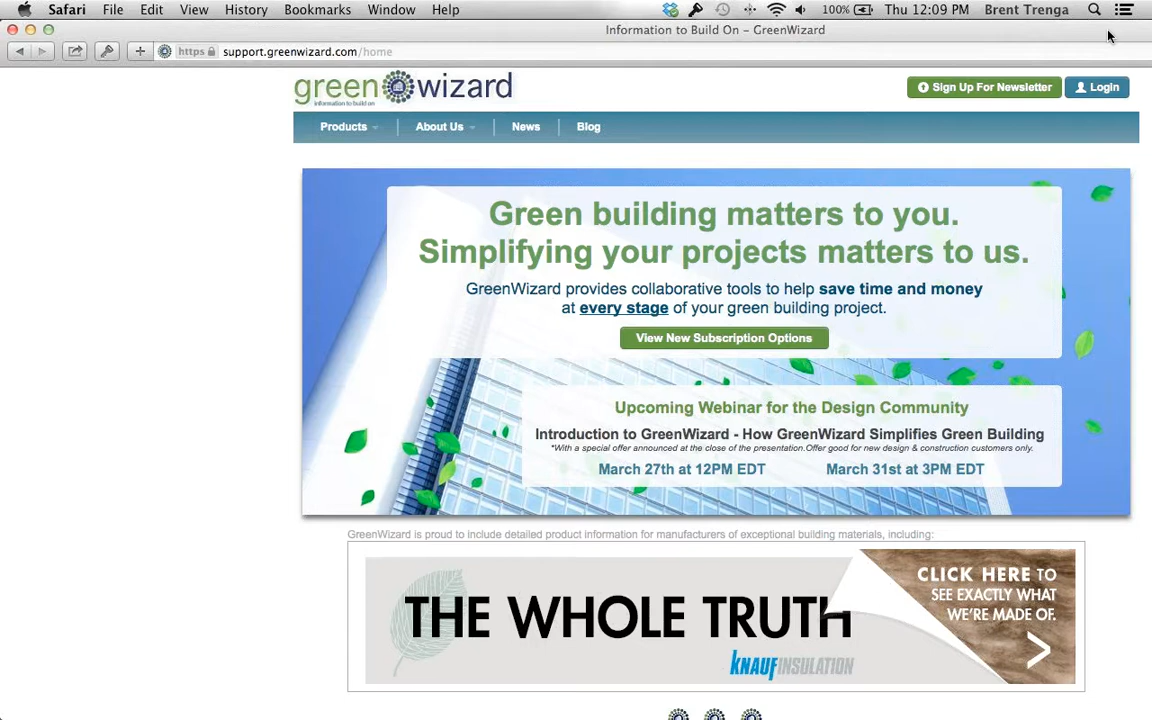 Safari File Edit View History Bookmarks Window Help 100% Thu 12:09 PM Brent Trenga
Information to Build On – GreenWizard
https support.greenwizard.com/home
greenwizard
information to build on
Sign Up For Newsletter Login
Products About Us News Blog
Green building matters to you.
Simplifying your projects matters to us.
GreenWizard provides collaborative tools to help save time and money
at every stage of your green building project.
View New Subscription Options
Upcoming Webinar for the Design Community
Introduction to GreenWizard - How GreenWizard Simplifies Green Building
*With a special offer announced at the close of the presentation.Offer good for new design & construction customers only.
March 27th at 12PM EDT March 31st at 3PM EDT
GreenWizard is proud to include detailed product information for manufacturers of exceptional building materials, including:
THE WHOLE TRUTH
KNAUFINSULATION
CLICK HERE TO
SEE EXACTLY WHAT
WE'RE MADE OF.